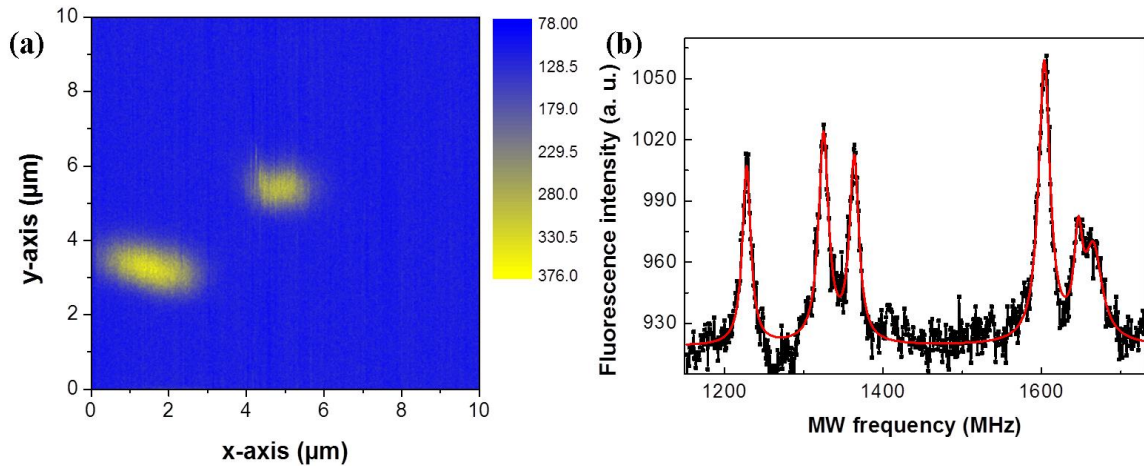 (a)
10
8
6
4
2
0
0 2 4 6 8 10
y-axis (µm)
x-axis (µm)
78.00
128.5
179.0
229.5
280.0
330.5
376.0
(b)
1050
1020
990
960
930
1200 1400 1600
Fluorescence intensity (a. u.)
MW frequency (MHz)